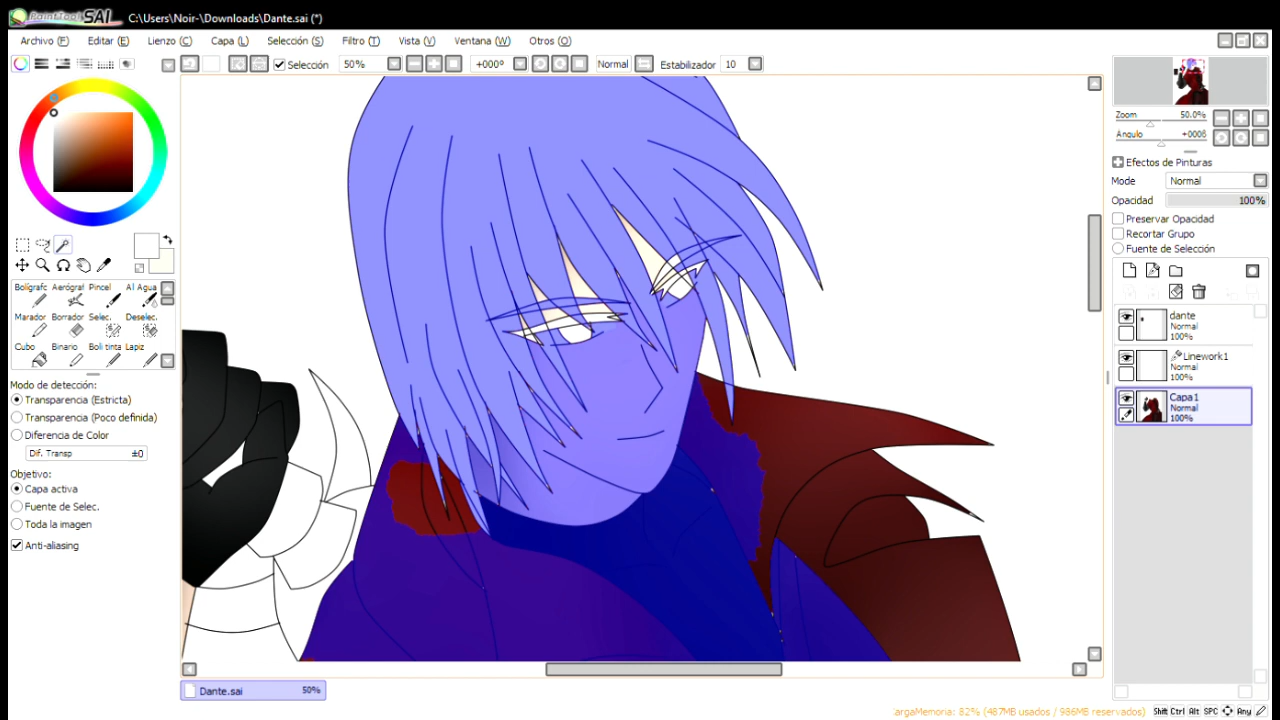 PaintTool SAI C:\Users\Noir-\Downloads\Dante.sai (*)
Archivo (F) Editar (E) Lienzo (C) Capa (L) Selección (S) Filtro (T) Vista (V) Ventana (W) Otros (O)
Selección 50% +000° Normal Estabilizador 10
Zoom 50.0%
Angulo +000§
Efectos de Pinturas
Mode Normal
Opacidad 100%
Preservar Opacidad
Recortar Grupo
Fuente de Selección
dante
Normal
100%
Linework1
Normal
100%
Capa1
Normal
100%
Bolígrafc Aerógraf Pincel Al Agua
Marador Borrador Selec. Deselec.
Cubo Binario Boli tinta Lapiz
Modo de detección:
Transparencia (Estricta)
Transparencia (Poco definida)
Diferencia de Color
Dif. Transp ±0
Objetivo:
Capa activa
Fuente de Selec.
Toda la imagen
Anti-aliasing
Dante.sai 50%
argaMemoria: 82% (487MB usados / 986MB reservados) Shift Ctrl Alt SPC Any